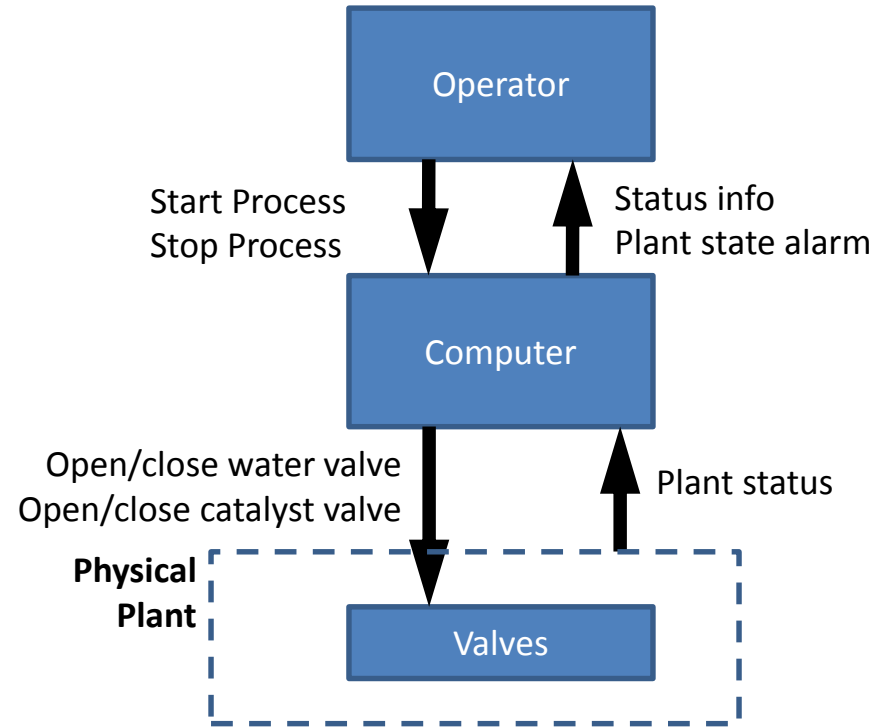 Operator
Start Process
Stop Process
Status info
Plant state alarm
Computer
Open/close water valve
Open/close catalyst valve
Plant status
Physical
Plant
Valves